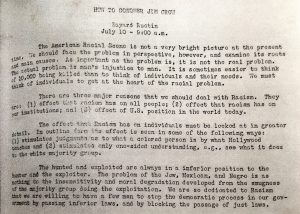 HOW TO CONQUER JIM CROW
Bayard Rustin
July 10 - 9:00 a.m.
The American Racial Scene is not a very bright picture at the present
time. We should face the problem in perspective, however, and examine its roots
and main causes. As important as the problem is, it is not the real problem.
The racial problem is man's injustice to man. It is sometimes easier to think
of 20,000 being killed than to think of individuals and their needs. We must
think of individuals to get at the heart of the racial problem.
There are three major reasons today that we should deal with Racism. They
are: (1) effect that racism has on all people; (2) effect that racism has on
our institutions, and (3) effect of U.S. position in the world today.
The effect that Racism has on individuals must be looked at in greater
detail. In outline form the effect is seen in some of the following ways:
(1) stimulated judgments as to what a colored person is by what Hollywood
and (2) stimulates only one-sided understanding, e.g., see what it does
to the white majority group.
The hunted and exploited are always in a inferior position to the
hunter and the exploiter. The problem of the Jew, Mexican, and Negro is as
nothing to the insensitivity and moral degradation developed from the smugness
of the majority group doing the exploitation. We are so dedicated to Racism
that we are willing to have a few men to stop the democratic process in our gov-
ernment by passing inferior laws, and by blocking the passage of just laws.